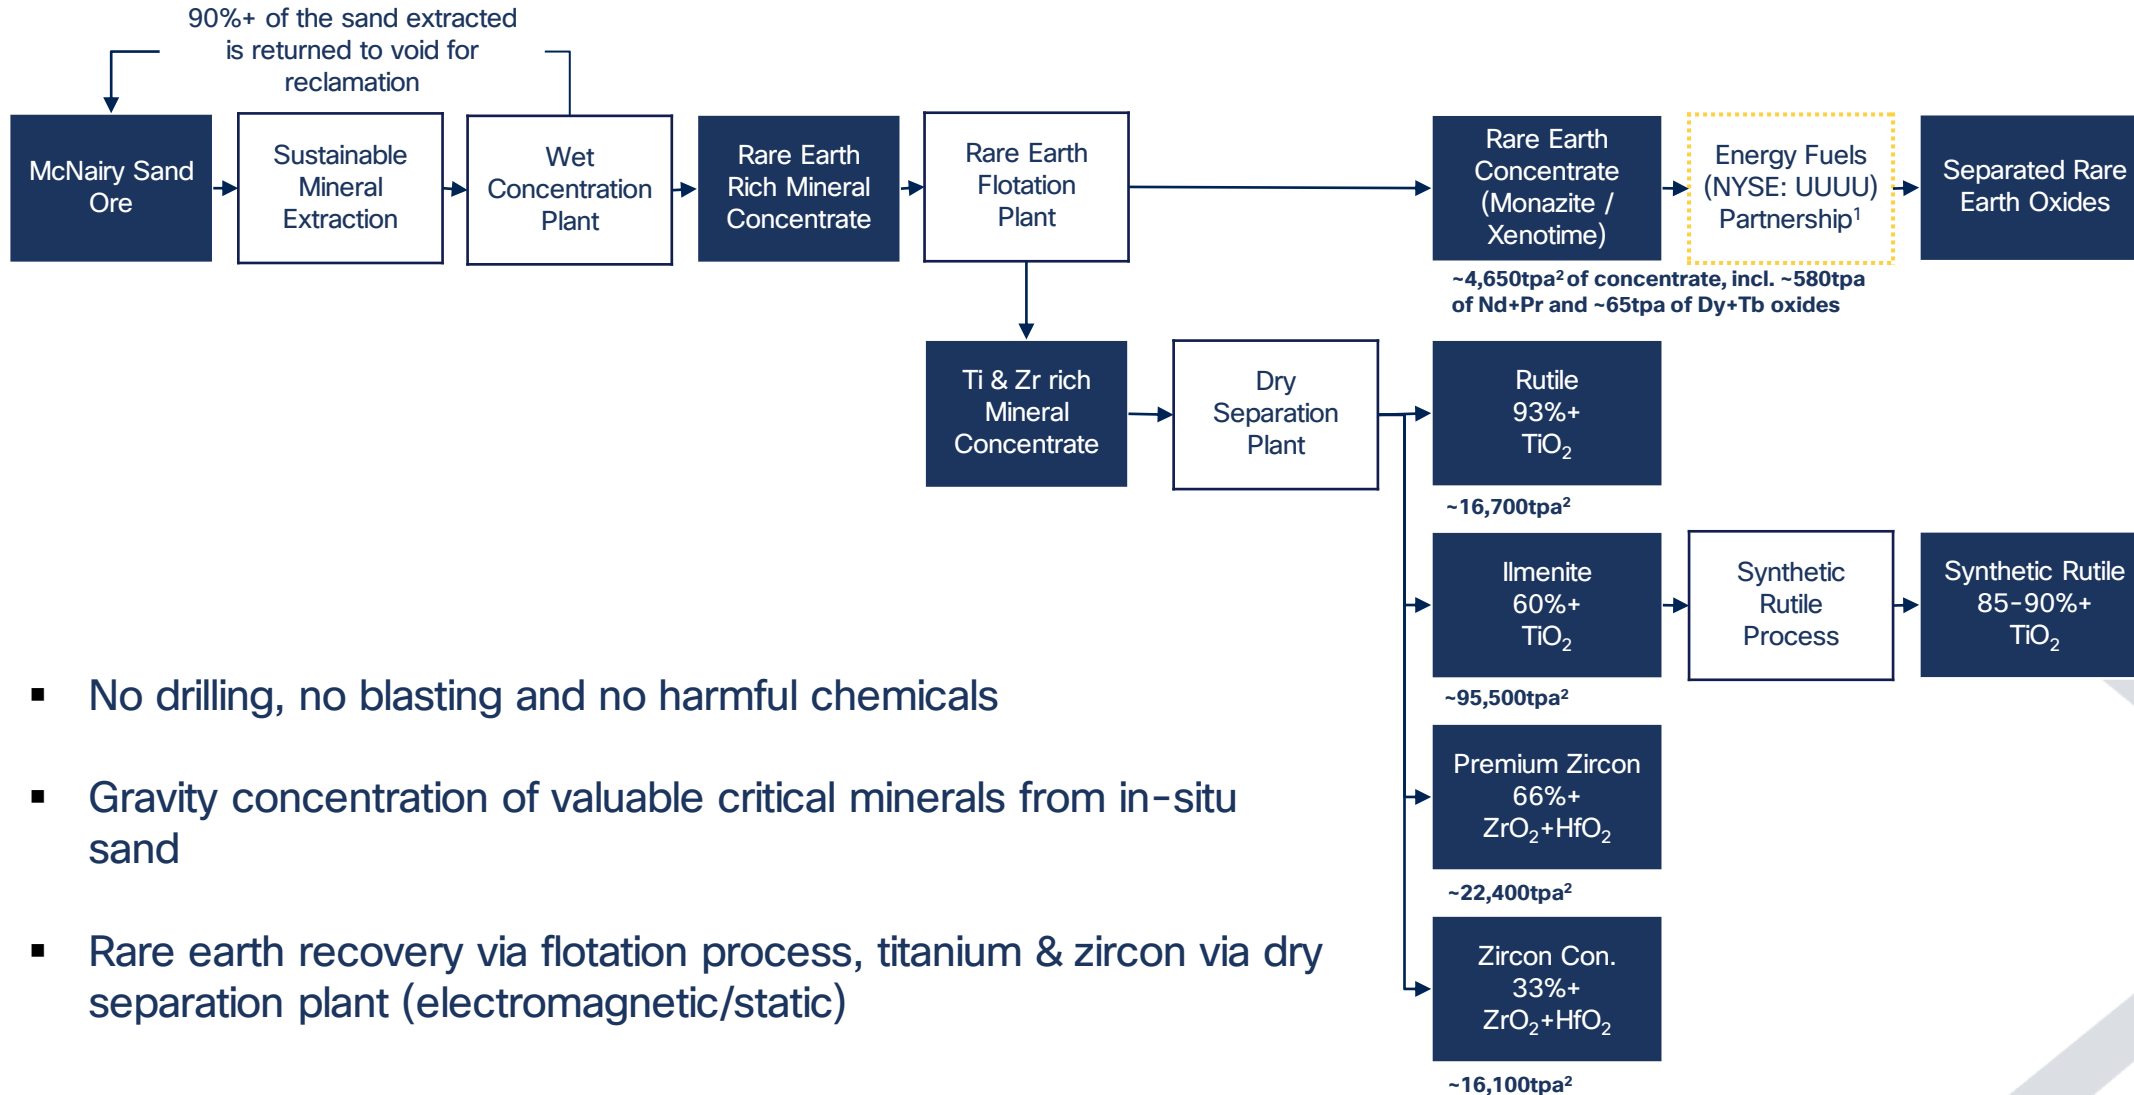 90%+ of the sand extracted
is returned to void for
reclamation
McNairy Sand
Ore
Sustainable
Mineral
Extraction
Wet
Concentration
Plant
Rare Earth
Rich Mineral
Concentrate
Rare Earth
Flotation
Plant
Rare Earth
Concentrate
(Monazite /
Xenotime)
Energy Fuels
(NYSE: UUUU)
Partnership¹
Separated Rare
Earth Oxides
~4,650tpa² of concentrate, incl. ~580tpa
of Nd+Pr and ~65tpa of Dy+Tb oxides
Ti & Zr rich
Mineral
Concentrate
Dry
Separation
Plant
Rutile
93%+
TiO₂
~16,700tpa²
Ilmenite
60%+
TiO₂
Synthetic
Rutile
Process
Synthetic Rutile
85-90%+
TiO₂
~95,500tpa²
Premium Zircon
66%+
ZrO₂+HfO₂
~22,400tpa²
Zircon Con.
33%+
ZrO₂+HfO₂
~16,100tpa²
▪ No drilling, no blasting and no harmful chemicals
▪ Gravity concentration of valuable critical minerals from in-situ
sand
▪ Rare earth recovery via flotation process, titanium & zircon via dry
separation plant (electromagnetic/static)